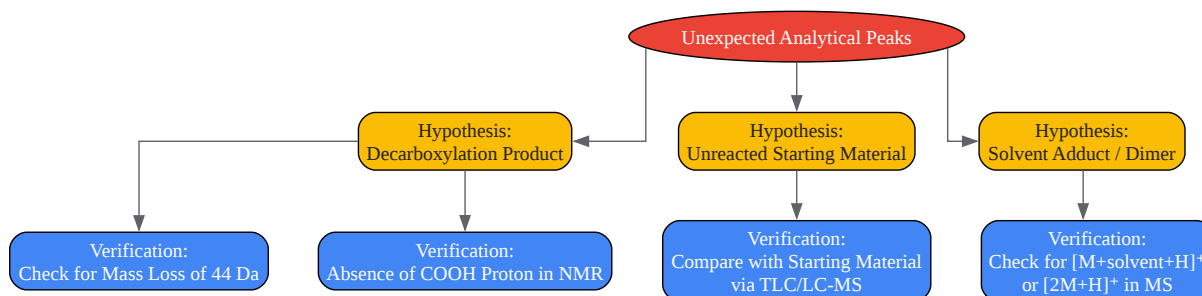 Unexpected Analytical Peaks
Hypothesis:
Decarboxylation Product
Hypothesis:
Unreacted Starting Material
Hypothesis:
Solvent Adduct / Dimer
Verification:
Check for Mass Loss of 44 Da
Verification:
Absence of COOH Proton in NMR
Verification:
Compare with Starting Material
via TLC/LC-MS
Verification:
Check for [M+solvent+H]⁺
or [2M+H]⁺ in MS